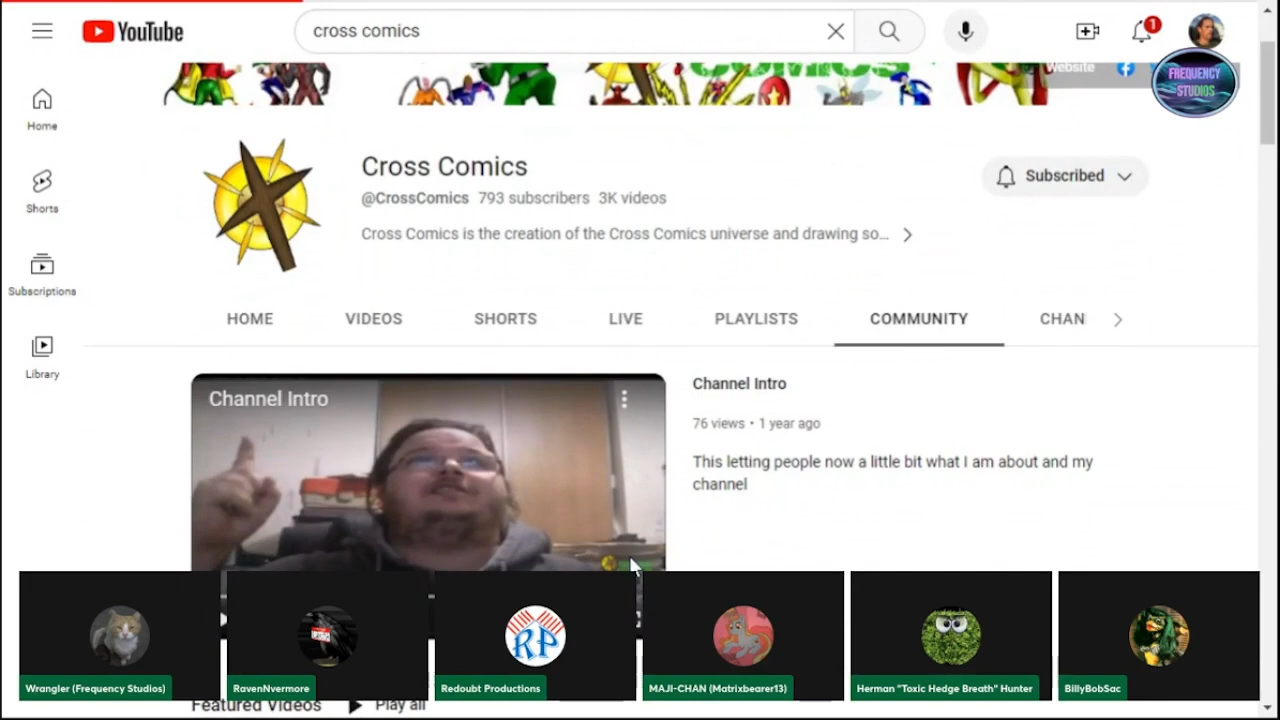 YouTube
cross comics
1
Website
FREQUENCY
STUDIOS
COMICS
Home
Shorts
Subscriptions
Library
Cross Comics
@CrossComics 793 subscribers 3K videos
Cross Comics is the creation of the Cross Comics universe and drawing so...
Subscribed
HOME
VIDEOS
SHORTS
LIVE
PLAYLISTS
COMMUNITY
CHAN
Channel Intro
Channel Intro
76 views • 1 year ago
This letting people now a little bit what I am about and my
channel
RP
Wrangler (Frequency Studios)
RavenNvermore
Redoubt Productions
MAJI-CHAN (Matrixbearer13)
Herman "Toxic Hedge Breath" Hunter
BillyBobSac
Featured Videos
Play all